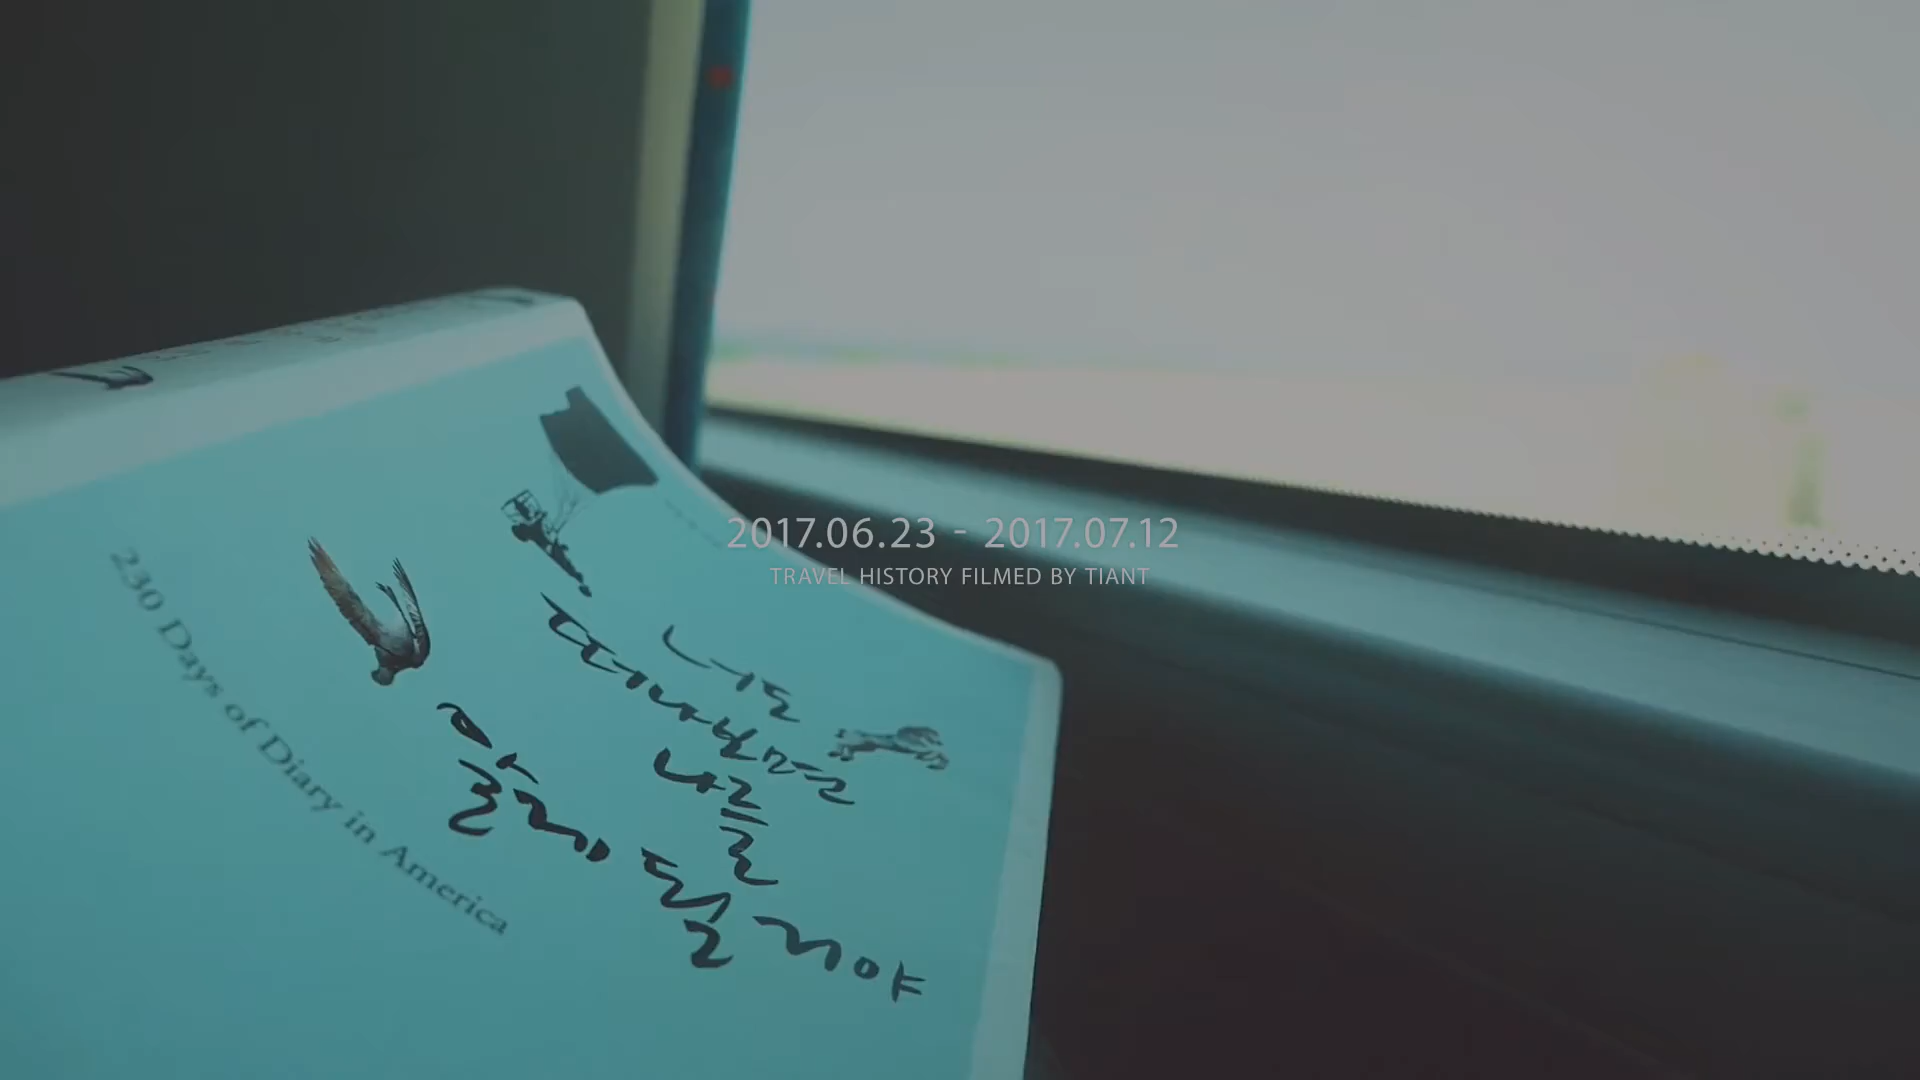 2017.06.23 - 2017.07.12
TRAVEL HISTORY FILMED BY TIANT
너도
떠나보면
나를
알게 될 거야
230 Days of Diary in America